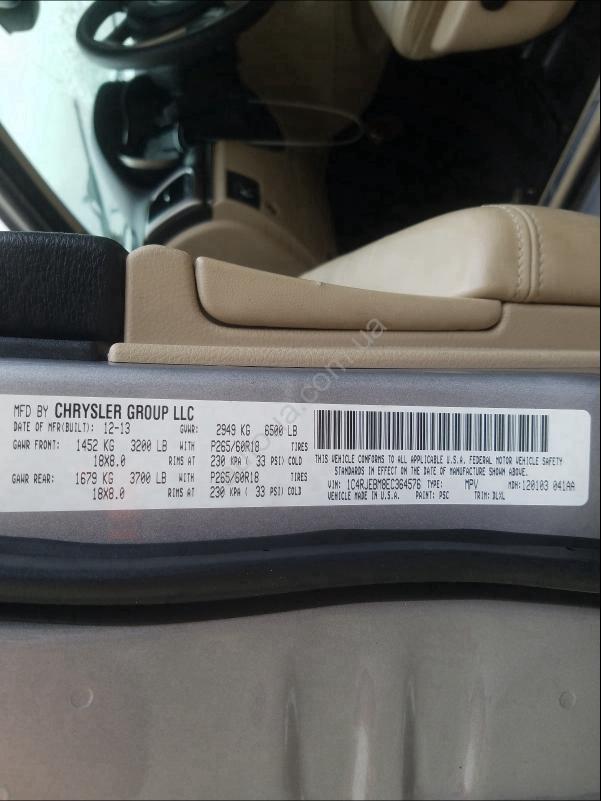 MFD BY CHRYSLER GROUP LLC
DATE OF MFR(BUILT): 12-13 GVWR: 2949 KG 6500 LB
GAWR FRONT: 1452 KG 3200 LB WITH P265/60R18 TIRES
18X8.0 RIMS AT 230 KPA ( 33 PSI) COLD
GAWR REAR: 1679 KG 3700 LB WITH P265/60R18 TIRES
18X8.0 RIMS AT 230 KPA ( 33 PSI) COLD
THIS VEHICLE CONFORMS TO ALL APPLICABLE U.S.A. FEDERAL MOTOR VEHICLE SAFETY
STANDARDS IN EFFECT ON THE DATE OF MANUFACTURE SHOWN ABOVE.
VIN: 1C4RJEBM8EC364576 TYPE: MPV MDH: 120103 041AA
VEHICLE MADE IN U.S.A. PAINT: PSC TRIM: DLXL